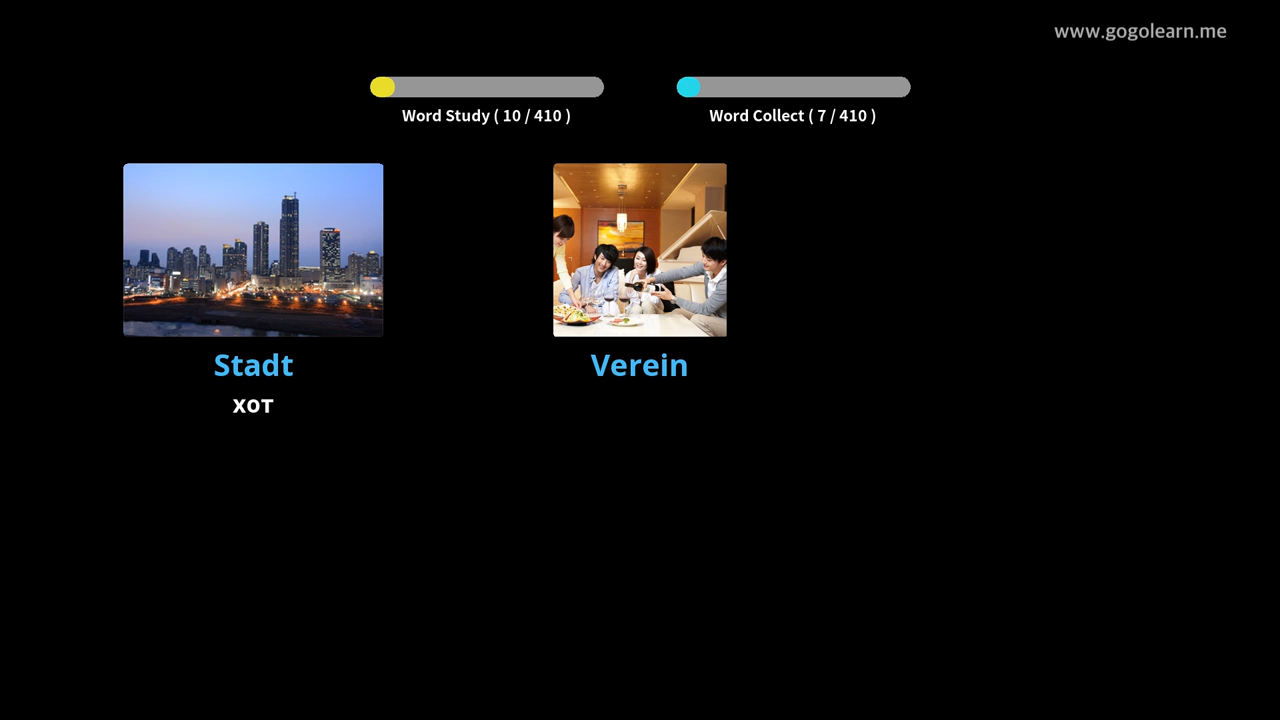 www.gogolearn.me
Word Study ( 10 / 410 )
Word Collect ( 7 / 410 )
Stadt
Verein
хот